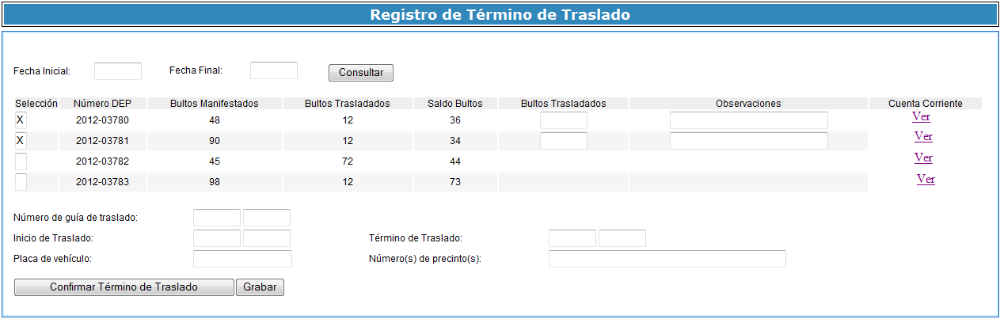 Registro de Término de Traslado
Fecha Inicial: Fecha Final: Consultar
Selección Número DEP Bultos Manifestados Bultos Trasladados Saldo Bultos Bultos Trasladados Observaciones Cuenta Corriente
X 2012-03780 48 12 36 Ver
X 2012-03781 90 12 34 Ver
2012-03782 45 72 44 Ver
2012-03783 98 12 73 Ver
Número de guía de traslado:
Inicio de Traslado: Término de Traslado:
Placa de vehículo: Número(s) de precinto(s):
Confirmar Término de Traslado Grabar